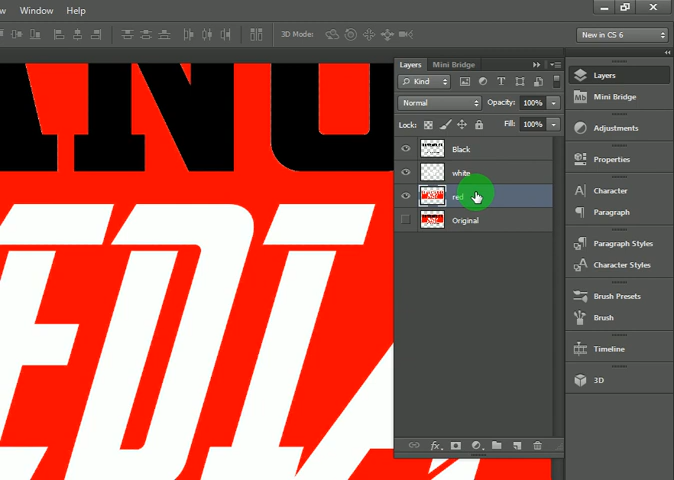 Window Help
3D Mode:
New in CS 6
Layers Mini Bridge
Kind
Normal Opacity: 100%
Lock: Fill: 100%
Black
white
red
Original
Layers
Mb Mini Bridge
Adjustments
Properties
A Character
Paragraph
Paragraph Styles
A Character Styles
Brush Presets
Brush
Timeline
3D
EDIA